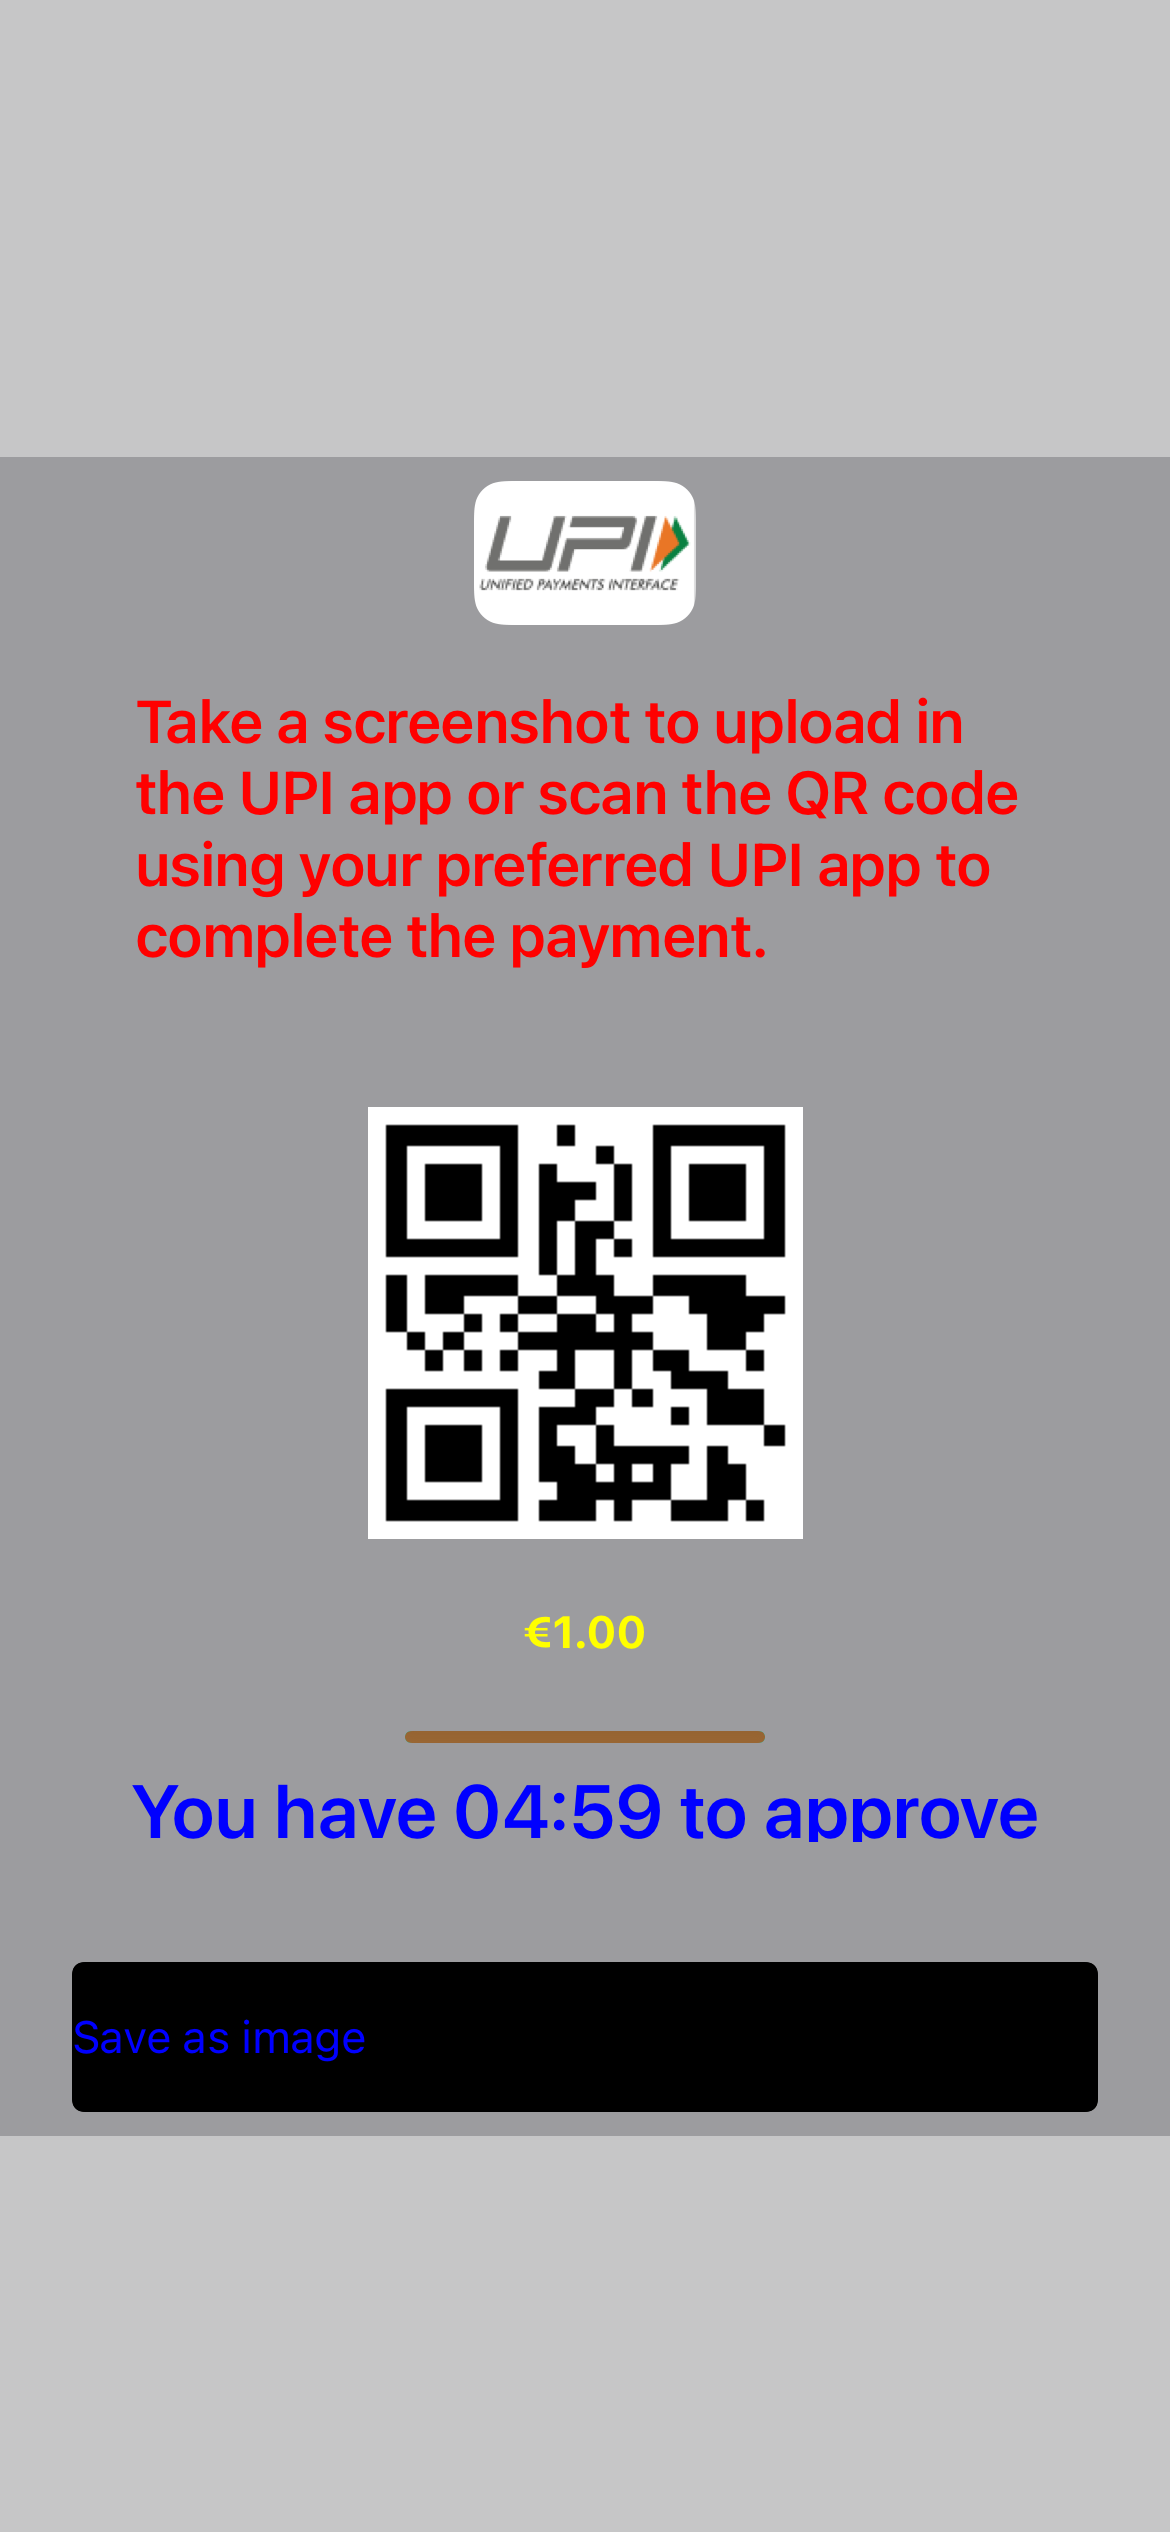 UPI
UNIFIED PAYMENTS INTERFACE
Take a screenshot to upload in
the UPI app or scan the QR code
using your preferred UPI app to
complete the payment.
€1.00
You have 04:59 to approve
Save as image